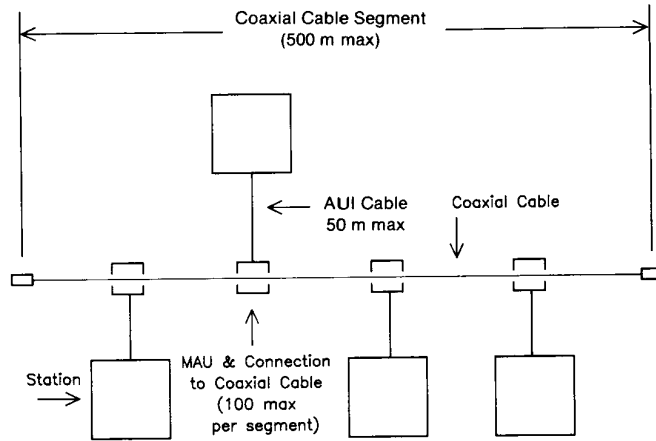 Coaxial Cable Segment
(500 m max)
AUI Cable
50 m max
Coaxial Cable
Station
MAU & Connection
to Coaxial Cable
(100 max
per segment)